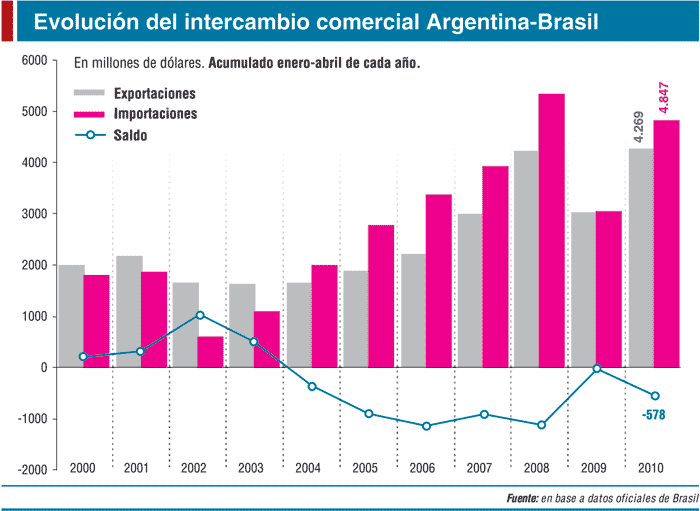 Evolución del intercambio comercial Argentina-Brasil
En millones de dólares. Acumulado enero-abril de cada año.
Exportaciones
Importaciones
Saldo
6000
5000
4000
3000
2000
1000
0
-1000
-2000
4.269
4.847
-578
2000 2001 2002 2003 2004 2005 2006 2007 2008 2009 2010
Fuente: en base a datos oficiales de Brasil